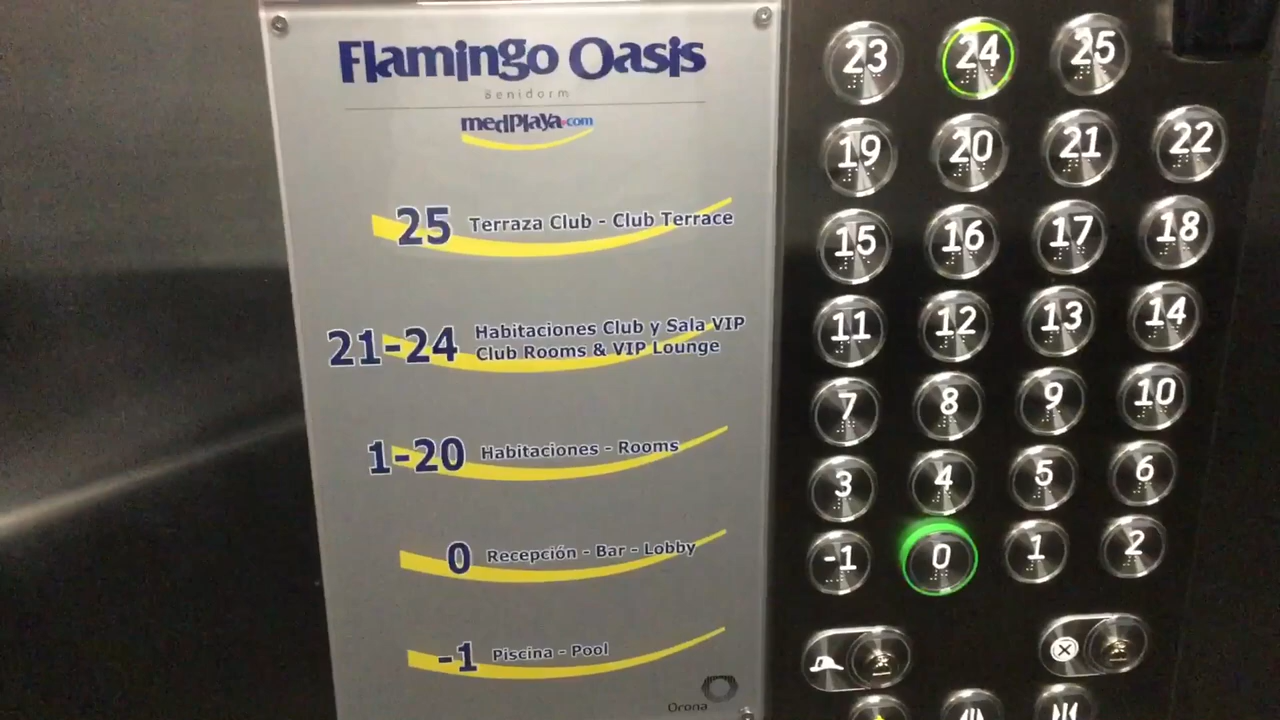 Flamingo Oasis
Benidorm
medPlaya.com
25 Terraza Club - Club Terrace
21-24 Habitaciones Club y Sala VIP
Club Rooms & VIP Lounge
1-20 Habitaciones - Rooms
0 Recepción - Bar - Lobby
-1 Piscina - Pool
Orona
23 24 25
19 20 21 22
15 16 17 18
11 12 13 14
7 8 9 10
3 4 5 6
-1 0 1 2